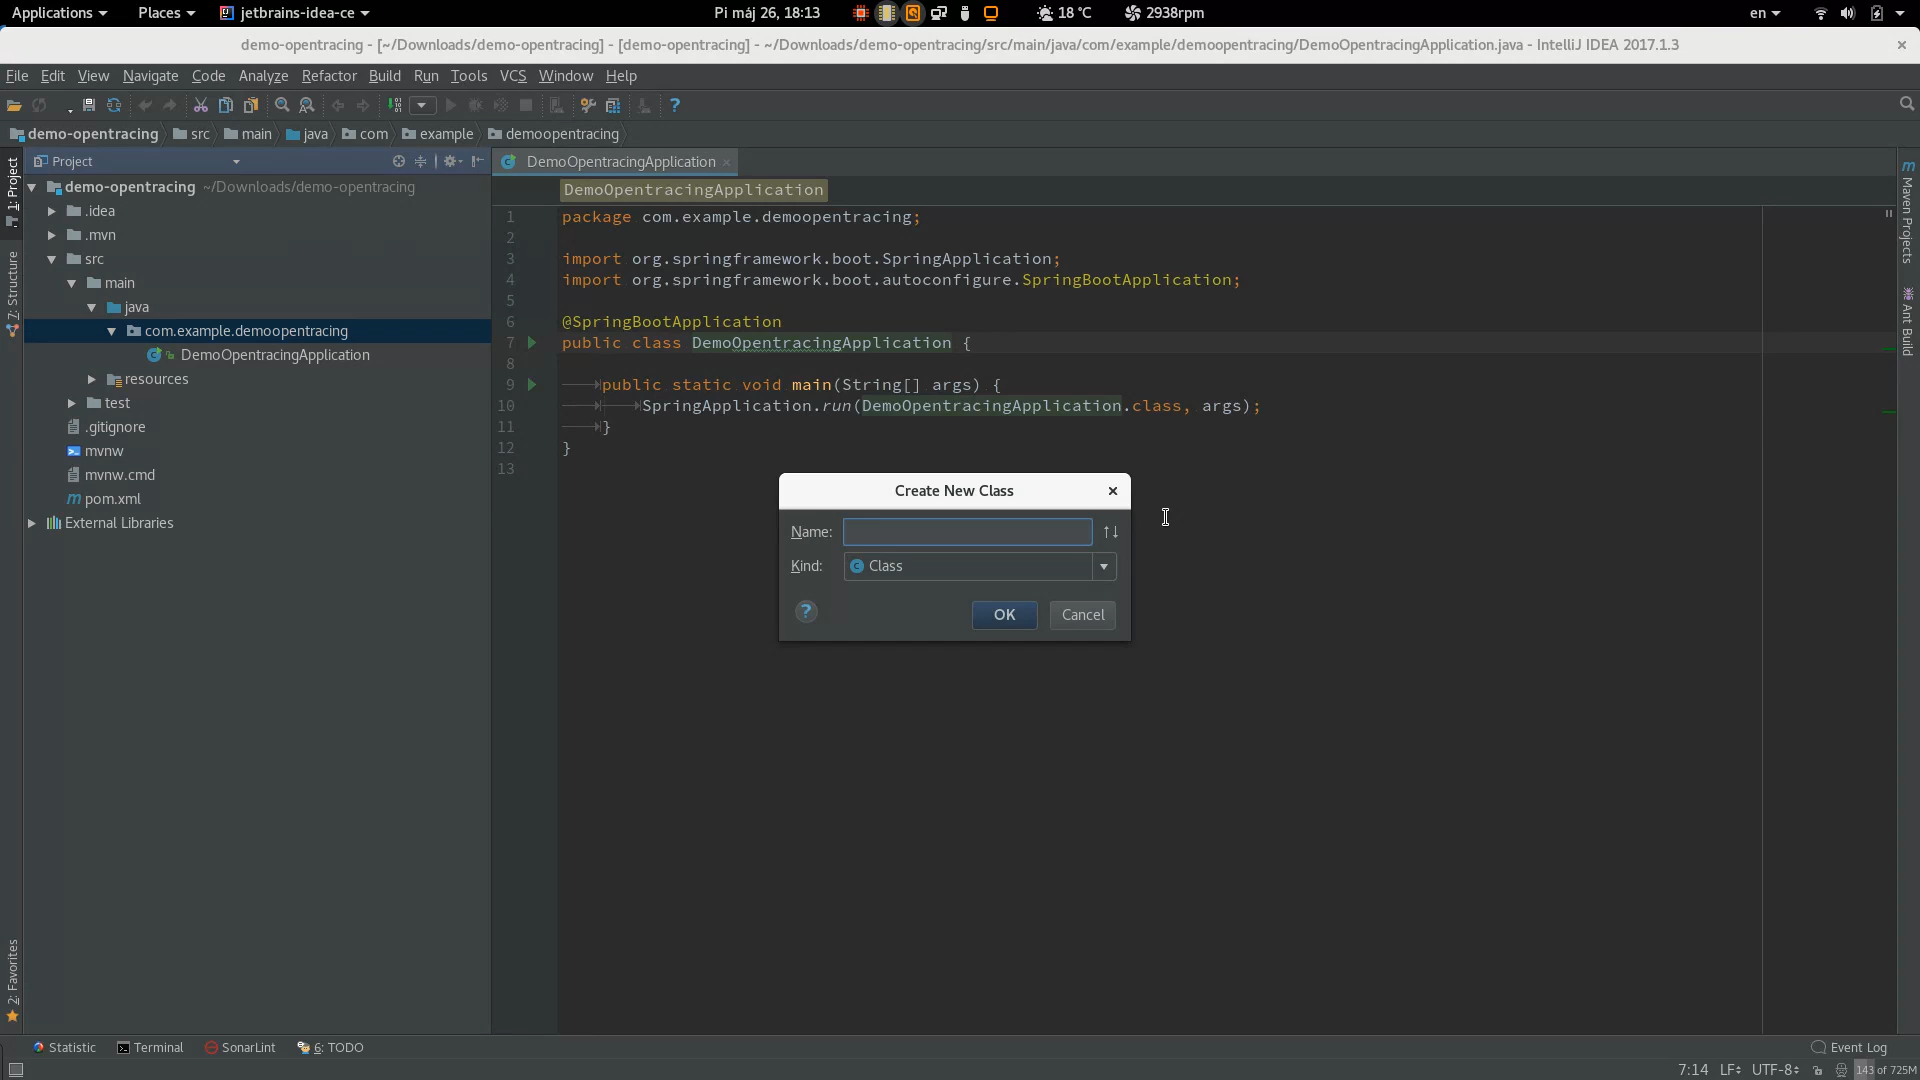 Applications Places jetbrains-idea-ce Pi máj 26, 18:13 18 °C 2938rpm en
demo-opentracing - [~/Downloads/demo-opentracing] - [demo-opentracing] - ~/Downloads/demo-opentracing/src/main/java/com/example/demoopentracing/DemoOpentracingApplication.java - IntelliJ IDEA 2017.1.3
File Edit View Navigate Code Analyze Refactor Build Run Tools VCS Window Help
demo-opentracing src main java com example demoopentracing
1: Project
7: Structure
2: Favorites
Project
demo-opentracing ~/Downloads/demo-opentracing
.idea
.mvn
src
main
java
com.example.demoopentracing
DemoOpentracingApplication
resources
test
.gitignore
mvnw
mvnw.cmd
pom.xml
External Libraries
DemoOpentracingApplication
DemoOpentracingApplication
1 package com.example.demoopentracing;
2
3 import org.springframework.boot.SpringApplication;
4 import org.springframework.boot.autoconfigure.SpringBootApplication;
5
6 @SpringBootApplication
7 public class DemoOpentracingApplication {
8
9 public static void main(String[] args) {
10 SpringApplication.run(DemoOpentracingApplication.class, args);
11 }
12 }
13
Create New Class
Name:
Kind: Class
OK Cancel
Maven Projects
Ant Build
Statistic Terminal SonarLint 6: TODO Event Log
7:14 LF UTF-8 143 of 725M